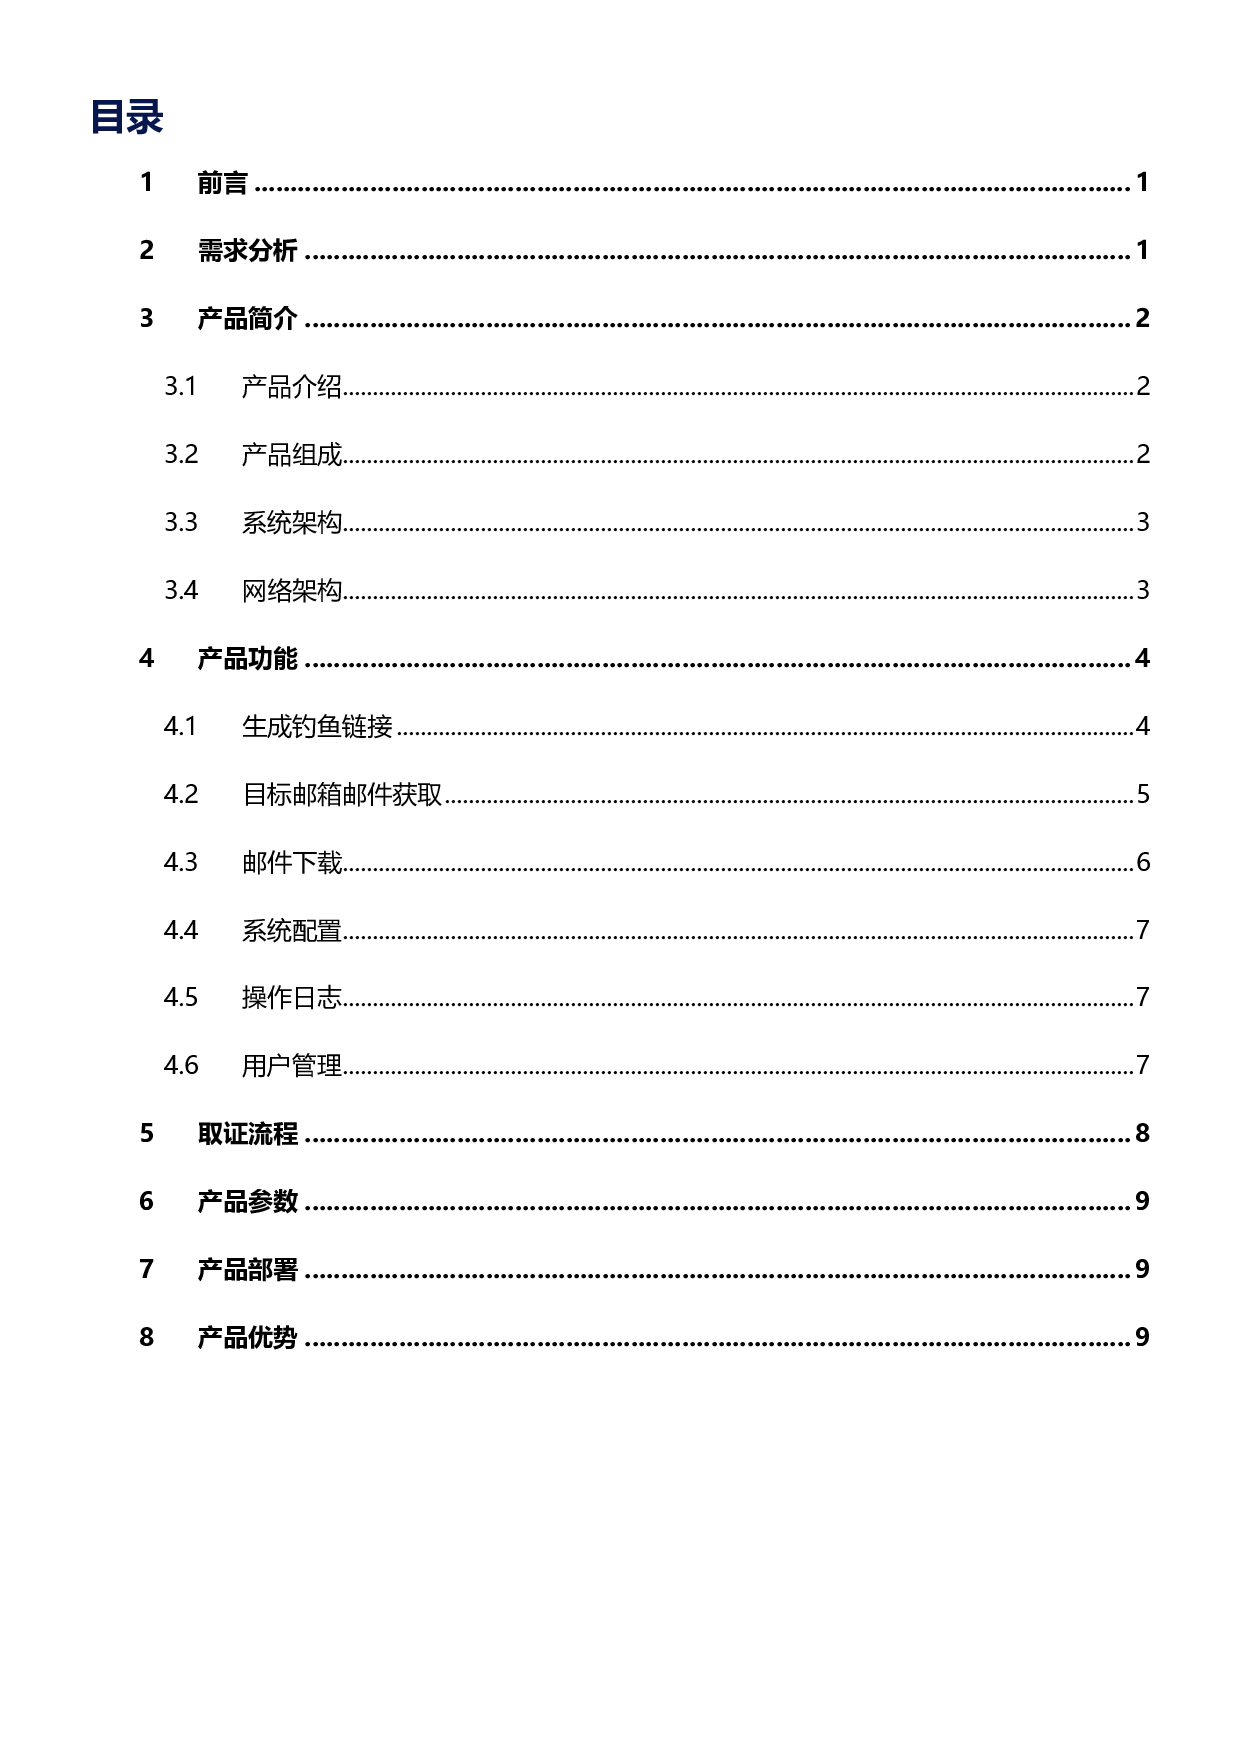 目录
1 前言 1
2 需求分析 1
3 产品简介 2
3.1 产品介绍 2
3.2 产品组成 2
3.3 系统架构 3
3.4 网络架构 3
4 产品功能 4
4.1 生成钓鱼链接 4
4.2 目标邮箱邮件获取 5
4.3 邮件下载 6
4.4 系统配置 7
4.5 操作日志 7
4.6 用户管理 7
5 取证流程 8
6 产品参数 9
7 产品部署 9
8 产品优势 9